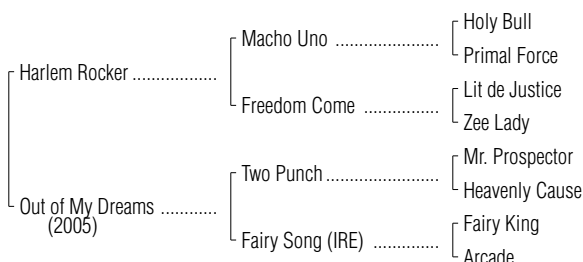 Holy Bull
Macho Uno ......................
Primal Force
Harlem Rocker .................
Lit de Justice
Freedom Come ................
Zee Lady
Mr. Prospector
Two Punch........................
Heavenly Cause
Out of My Dreams ...........
(2005)
Fairy King
Fairy Song (IRE) ..............
Arcade